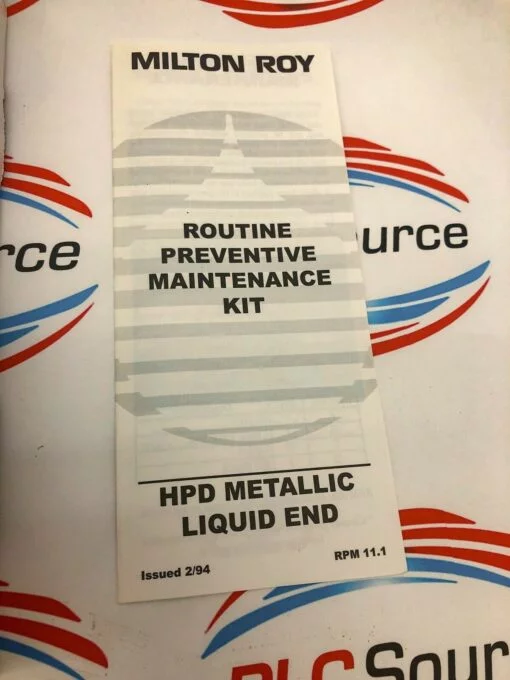 MILTON ROY
ROUTINE
PREVENTIVE
MAINTENANCE
KIT
HPD METALLIC
LIQUID END
Issued 2/94
RPM 11.1
rce
ource
PLC Sour